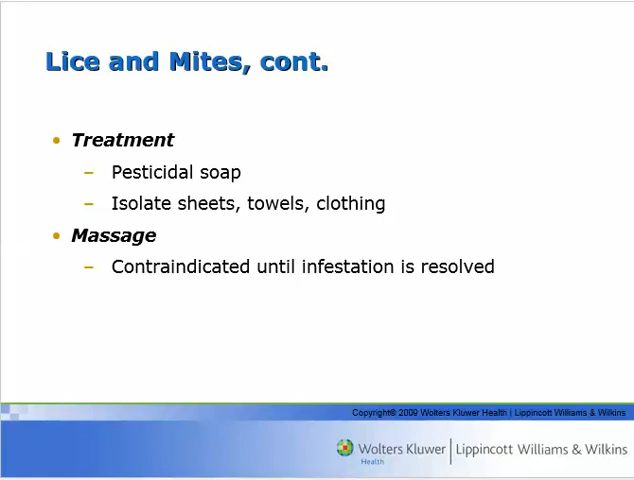 Lice and Mites, cont.
• Treatment
– Pesticidal soap
– Isolate sheets, towels, clothing
• Massage
– Contraindicated until infestation is resolved
Copyright© 2009 Wolters Kluwer Health | Lippincott Williams & Wilkins
Wolters Kluwer | Lippincott Williams & Wilkins
Health